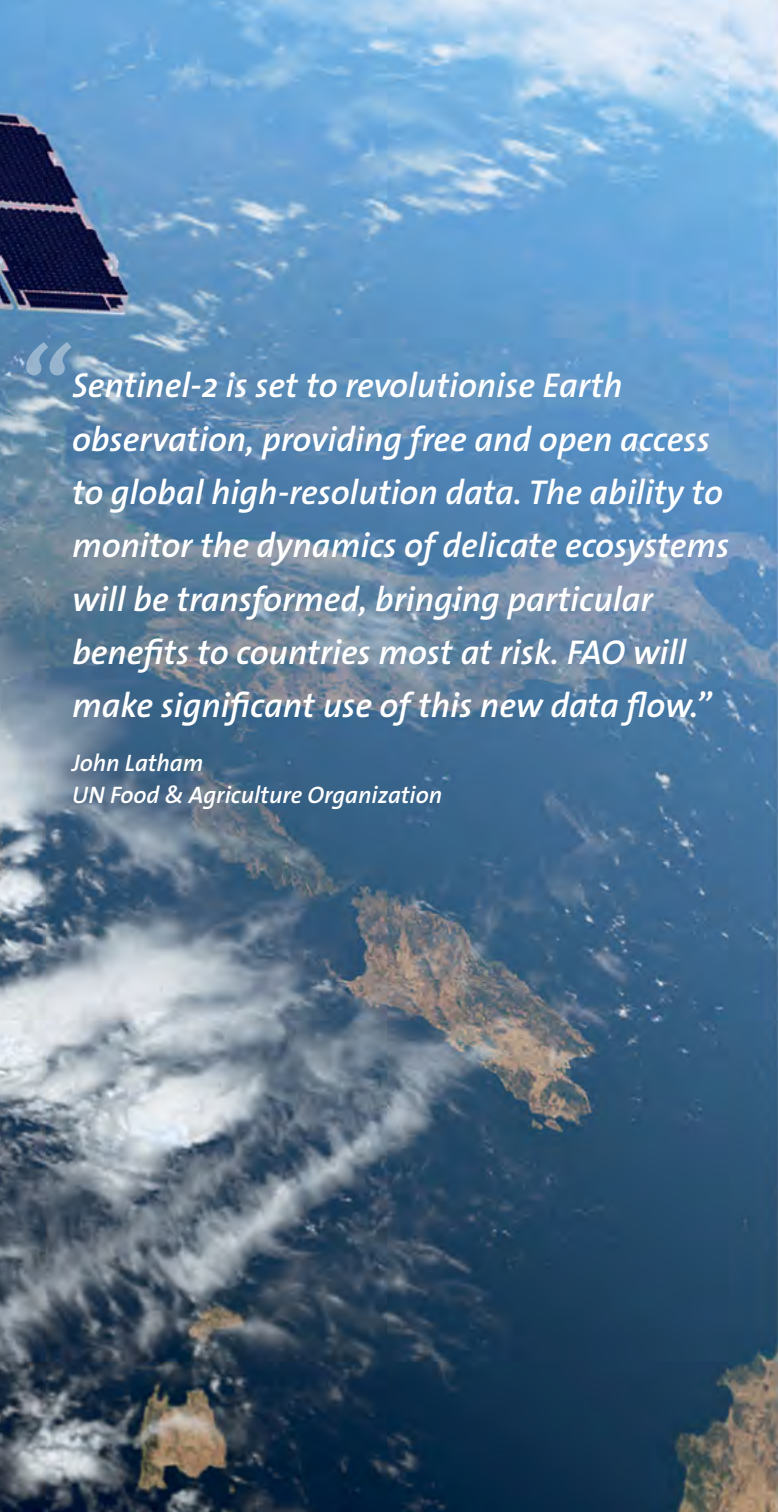 “Sentinel-2 is set to revolutionise Earth
observation, providing free and open access
to global high-resolution data. The ability to
monitor the dynamics of delicate ecosystems
will be transformed, bringing particular
benefits to countries most at risk. FAO will
make significant use of this new data flow.”
John Latham
UN Food & Agriculture Organization